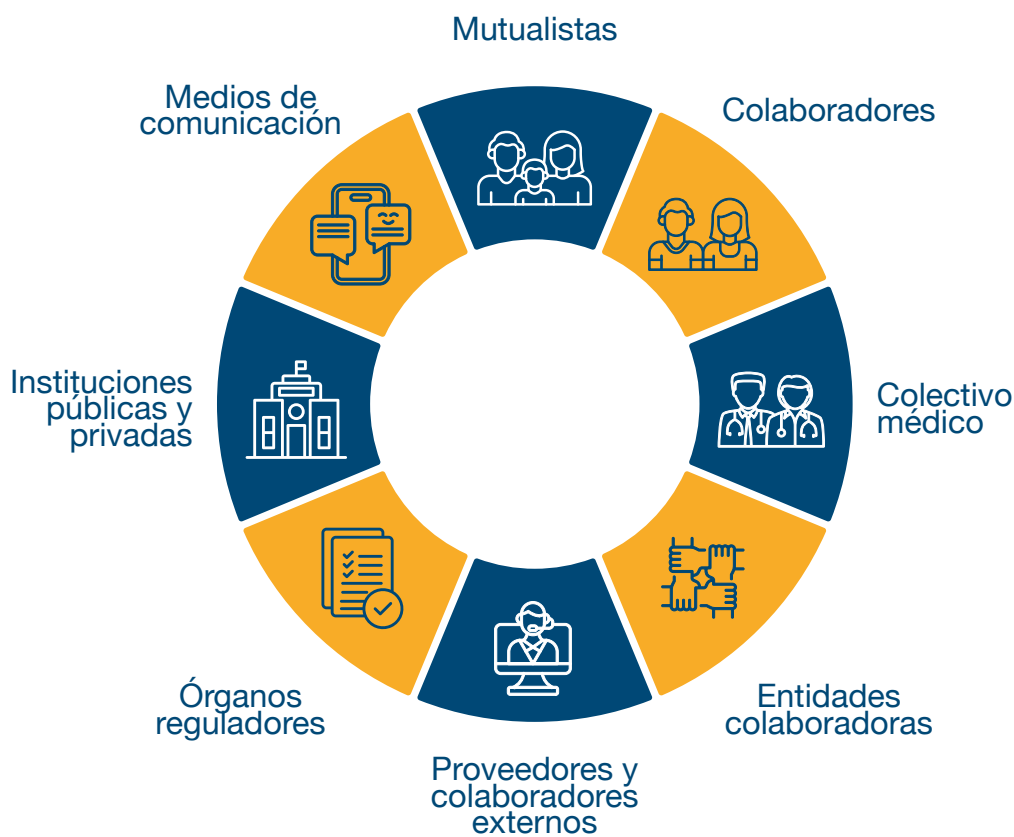 Mutualistas
Medios de
comunicación
Colaboradores
Instituciones
públicas y
privadas
Colectivo
médico
Órganos
reguladores
Entidades
colaboradoras
Proveedores y
colaboradores
externos